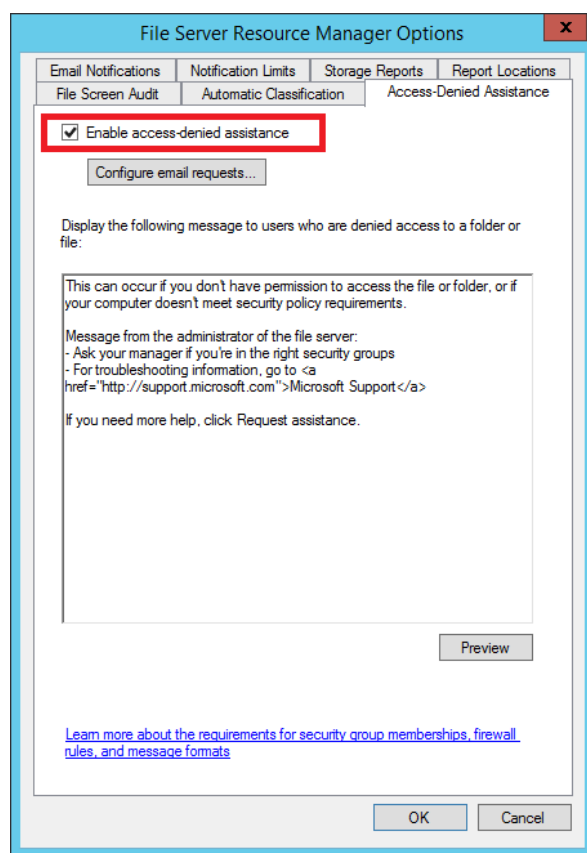 File Server Resource Manager Options
x
Email Notifications
Notification Limits
Storage Reports
Report Locations
File Screen Audit
Automatic Classification
Access-Denied Assistance
Enable access-denied assistance
Configure email requests...
Display the following message to users who are denied access to a folder or
file:
This can occur if you don't have permission to access the file or folder, or if
your computer doesn't meet security policy requirements.
Message from the administrator of the file server:
- Ask your manager if you're in the right security groups
- For troubleshooting information, go to <a
href="http://support.microsoft.com">Microsoft Support</a>
If you need more help, click Request assistance.
Preview
Learn more about the requirements for security group memberships, firewall
rules, and message formats
OK
Cancel